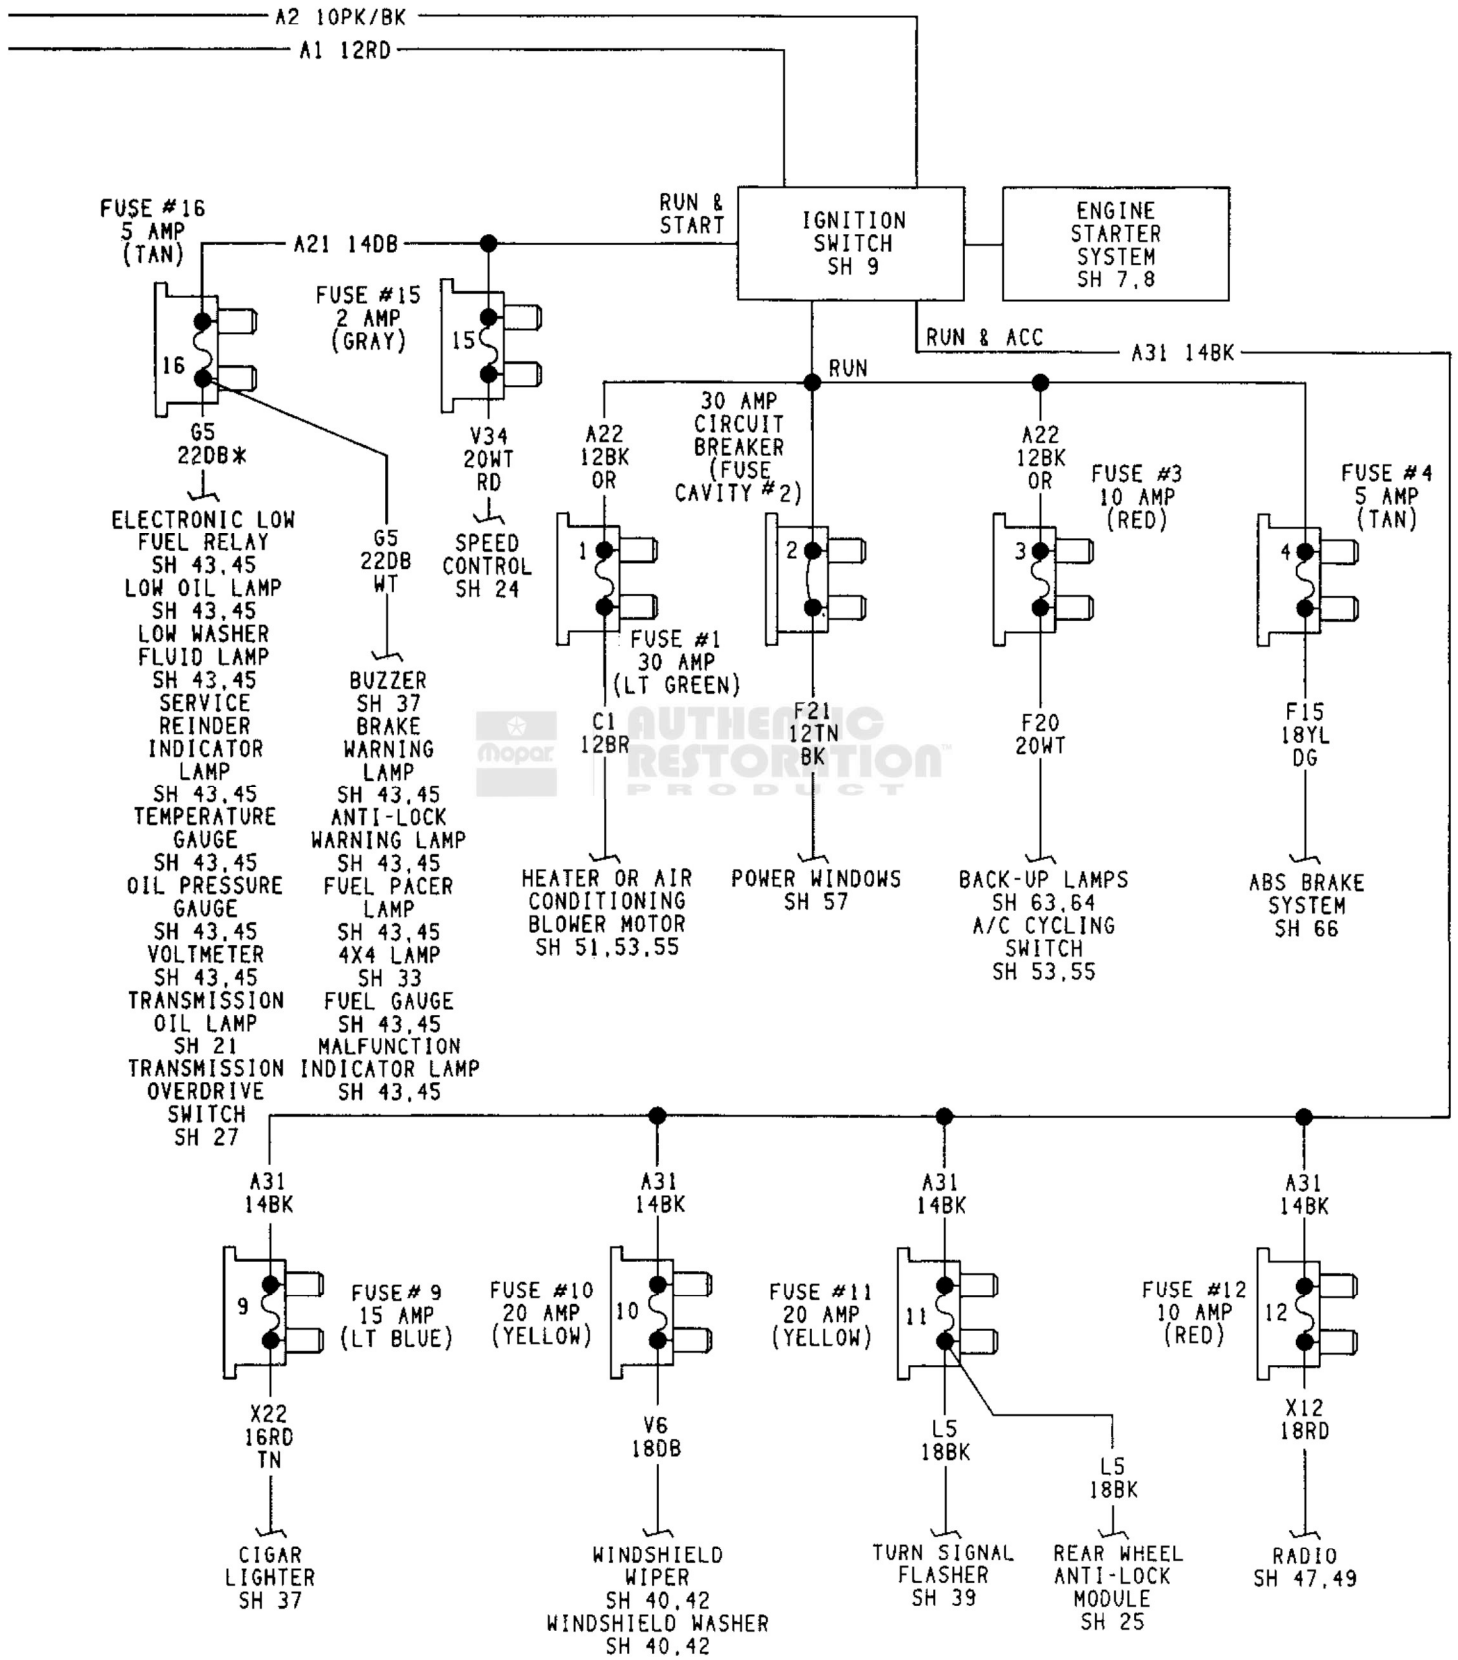 A2 10PK/BK
A1 12RD
FUSE #16
5 AMP
(TAN)
A21 14DB
RUN &
START
IGNITION
SWITCH
SH 9
ENGINE
STARTER
SYSTEM
SH 7,8
FUSE #15
2 AMP
(GRAY)
15
16
RUN & ACC
A31 14BK
RUN
G5
22DB*
V34
20WT
RD
A22
12BK
OR
30 AMP
CIRCUIT
BREAKER
(FUSE
CAVITY #2)
A22
12BK
OR
FUSE #3
10 AMP
(RED)
FUSE #4
5 AMP
(TAN)
ELECTRONIC LOW
FUEL RELAY
SH 43,45
LOW OIL LAMP
SH 43,45
LOW WASHER
FLUID LAMP
SH 43,45
SERVICE
REINDER
INDICATOR
LAMP
SH 43,45
TEMPERATURE
GAUGE
SH 43,45
OIL PRESSURE
GAUGE
SH 43,45
VOLTMETER
SH 43,45
TRANSMISSION
OIL LAMP
SH 21
TRANSMISSION
OVERDRIVE
SWITCH
SH 27
G5
22DB
WT
BUZZER
SH 37
BRAKE
WARNING
LAMP
SH 43,45
ANTI-LOCK
WARNING LAMP
SH 43,45
FUEL PACER
LAMP
SH 43,45
4X4 LAMP
SH 33
FUEL GAUGE
SH 43,45
MALFUNCTION
INDICATOR LAMP
SH 43,45
SPEED
CONTROL
SH 24
1
2
3
4
FUSE #1
30 AMP
(LT GREEN)
C1
12BR
F21
12TN
BK
F20
20WT
F15
18YL
DG
Mopar
AUTHENTIC
RESTORATION™
PRODUCT
HEATER OR AIR
CONDITIONING
BLOWER MOTOR
SH 51,53,55
POWER WINDOWS
SH 57
BACK-UP LAMPS
SH 63,64
A/C CYCLING
SWITCH
SH 53,55
ABS BRAKE
SYSTEM
SH 66
A31
14BK
A31
14BK
A31
14BK
A31
14BK
9
FUSE# 9
15 AMP
(LT BLUE)
FUSE #10
20 AMP
(YELLOW)
10
FUSE #11
20 AMP
(YELLOW)
11
FUSE #12
10 AMP
(RED)
12
X22
16RD
TN
V6
18DB
L5
18BK
L5
18BK
X12
18RD
CIGAR
LIGHTER
SH 37
WINDSHIELD
WIPER
SH 40,42
WINDSHIELD WASHER
SH 40,42
TURN SIGNAL
FLASHER
SH 39
REAR WHEEL
ANTI-LOCK
MODULE
SH 25
RADIO
SH 47,49